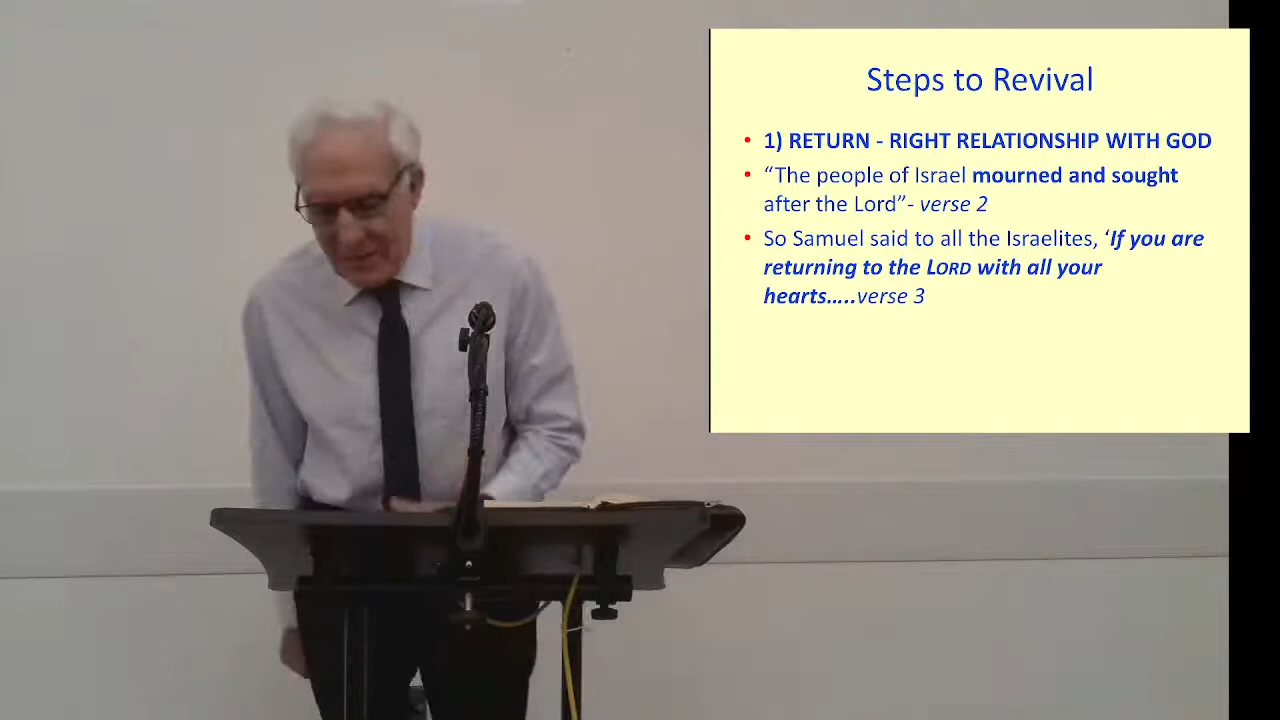 Steps to Revival
• 1) RETURN - RIGHT RELATIONSHIP WITH GOD
• “The people of Israel mourned and sought
after the Lord”- verse 2
• So Samuel said to all the Israelites, ‘If you are
returning to the LORD with all your
hearts…..verse 3